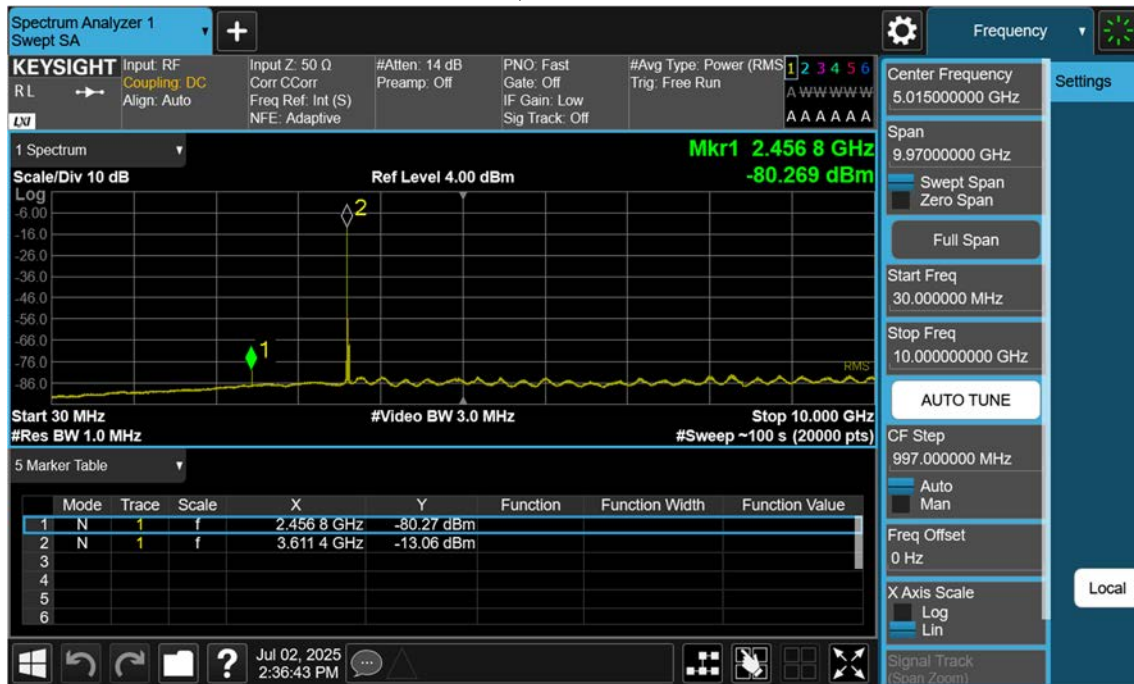 Spectrum Analyzer 1
Swept SA
+
Frequency
KEYSIGHT
RL
LXI
Input: RF
Coupling: DC
Align: Auto
Input Z: 50 Ω
Corr CCorr
Freq Ref: Int (S)
NFE: Adaptive
#Atten: 14 dB
Preamp: Off
PNO: Fast
Gate: Off
IF Gain: Low
Sig Track: Off
#Avg Type: Power (RMS
Trig: Free Run
1 2 3 4 5 6
A W W W W W
A A A A A A
1 Spectrum
Scale/Div 10 dB
Ref Level 4.00 dBm
Mkr1 2.456 8 GHz
-80.269 dBm
Log
-6.00
-16.0
-26.0
-36.0
-46.0
-56.0
-66.0
-76.0
-86.0
2
1
RMS
Start 30 MHz
#Video BW 3.0 MHz
Stop 10.000 GHz
#Res BW 1.0 MHz
#Sweep ~100 s (20000 pts)
5 Marker Table
Mode Trace Scale X Y Function Function Width Function Value
1 N 1 f 2.456 8 GHz -80.27 dBm
2 N 1 f 3.611 4 GHz -13.06 dBm
3
4
5
6
?
Jul 02, 2025
2:36:43 PM
Center Frequency
5.015000000 GHz
Span
9.97000000 GHz
Swept Span
Zero Span
Full Span
Start Freq
30.000000 MHz
Stop Freq
10.000000000 GHz
AUTO TUNE
CF Step
997.000000 MHz
Auto
Man
Freq Offset
0 Hz
X Axis Scale
Log
Lin
Signal Track
(Span Zoom)
Settings
Local